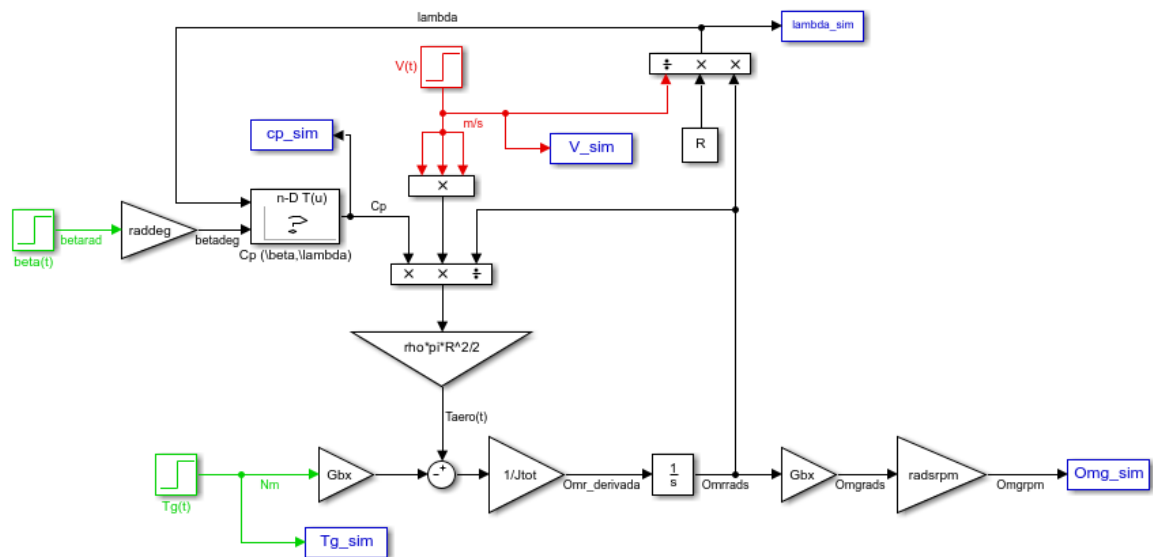 lambda
lambda_sim
V(t)
÷ × ×
m/s
cp_sim
V_sim
R
×
n-D T(u)
Cp
betarad
raddeg
betadeg
beta(t)
Cp (\beta,\lambda)
× × ÷
rho*pi*R^2/2
Taero(t)
Tg(t)
Nm
Gbx
− +
1/Jtot
Omr_derivada
1
s
Omrrads
Gbx
Omgrads
radsrpm
Omgrpm
Omg_sim
Tg_sim